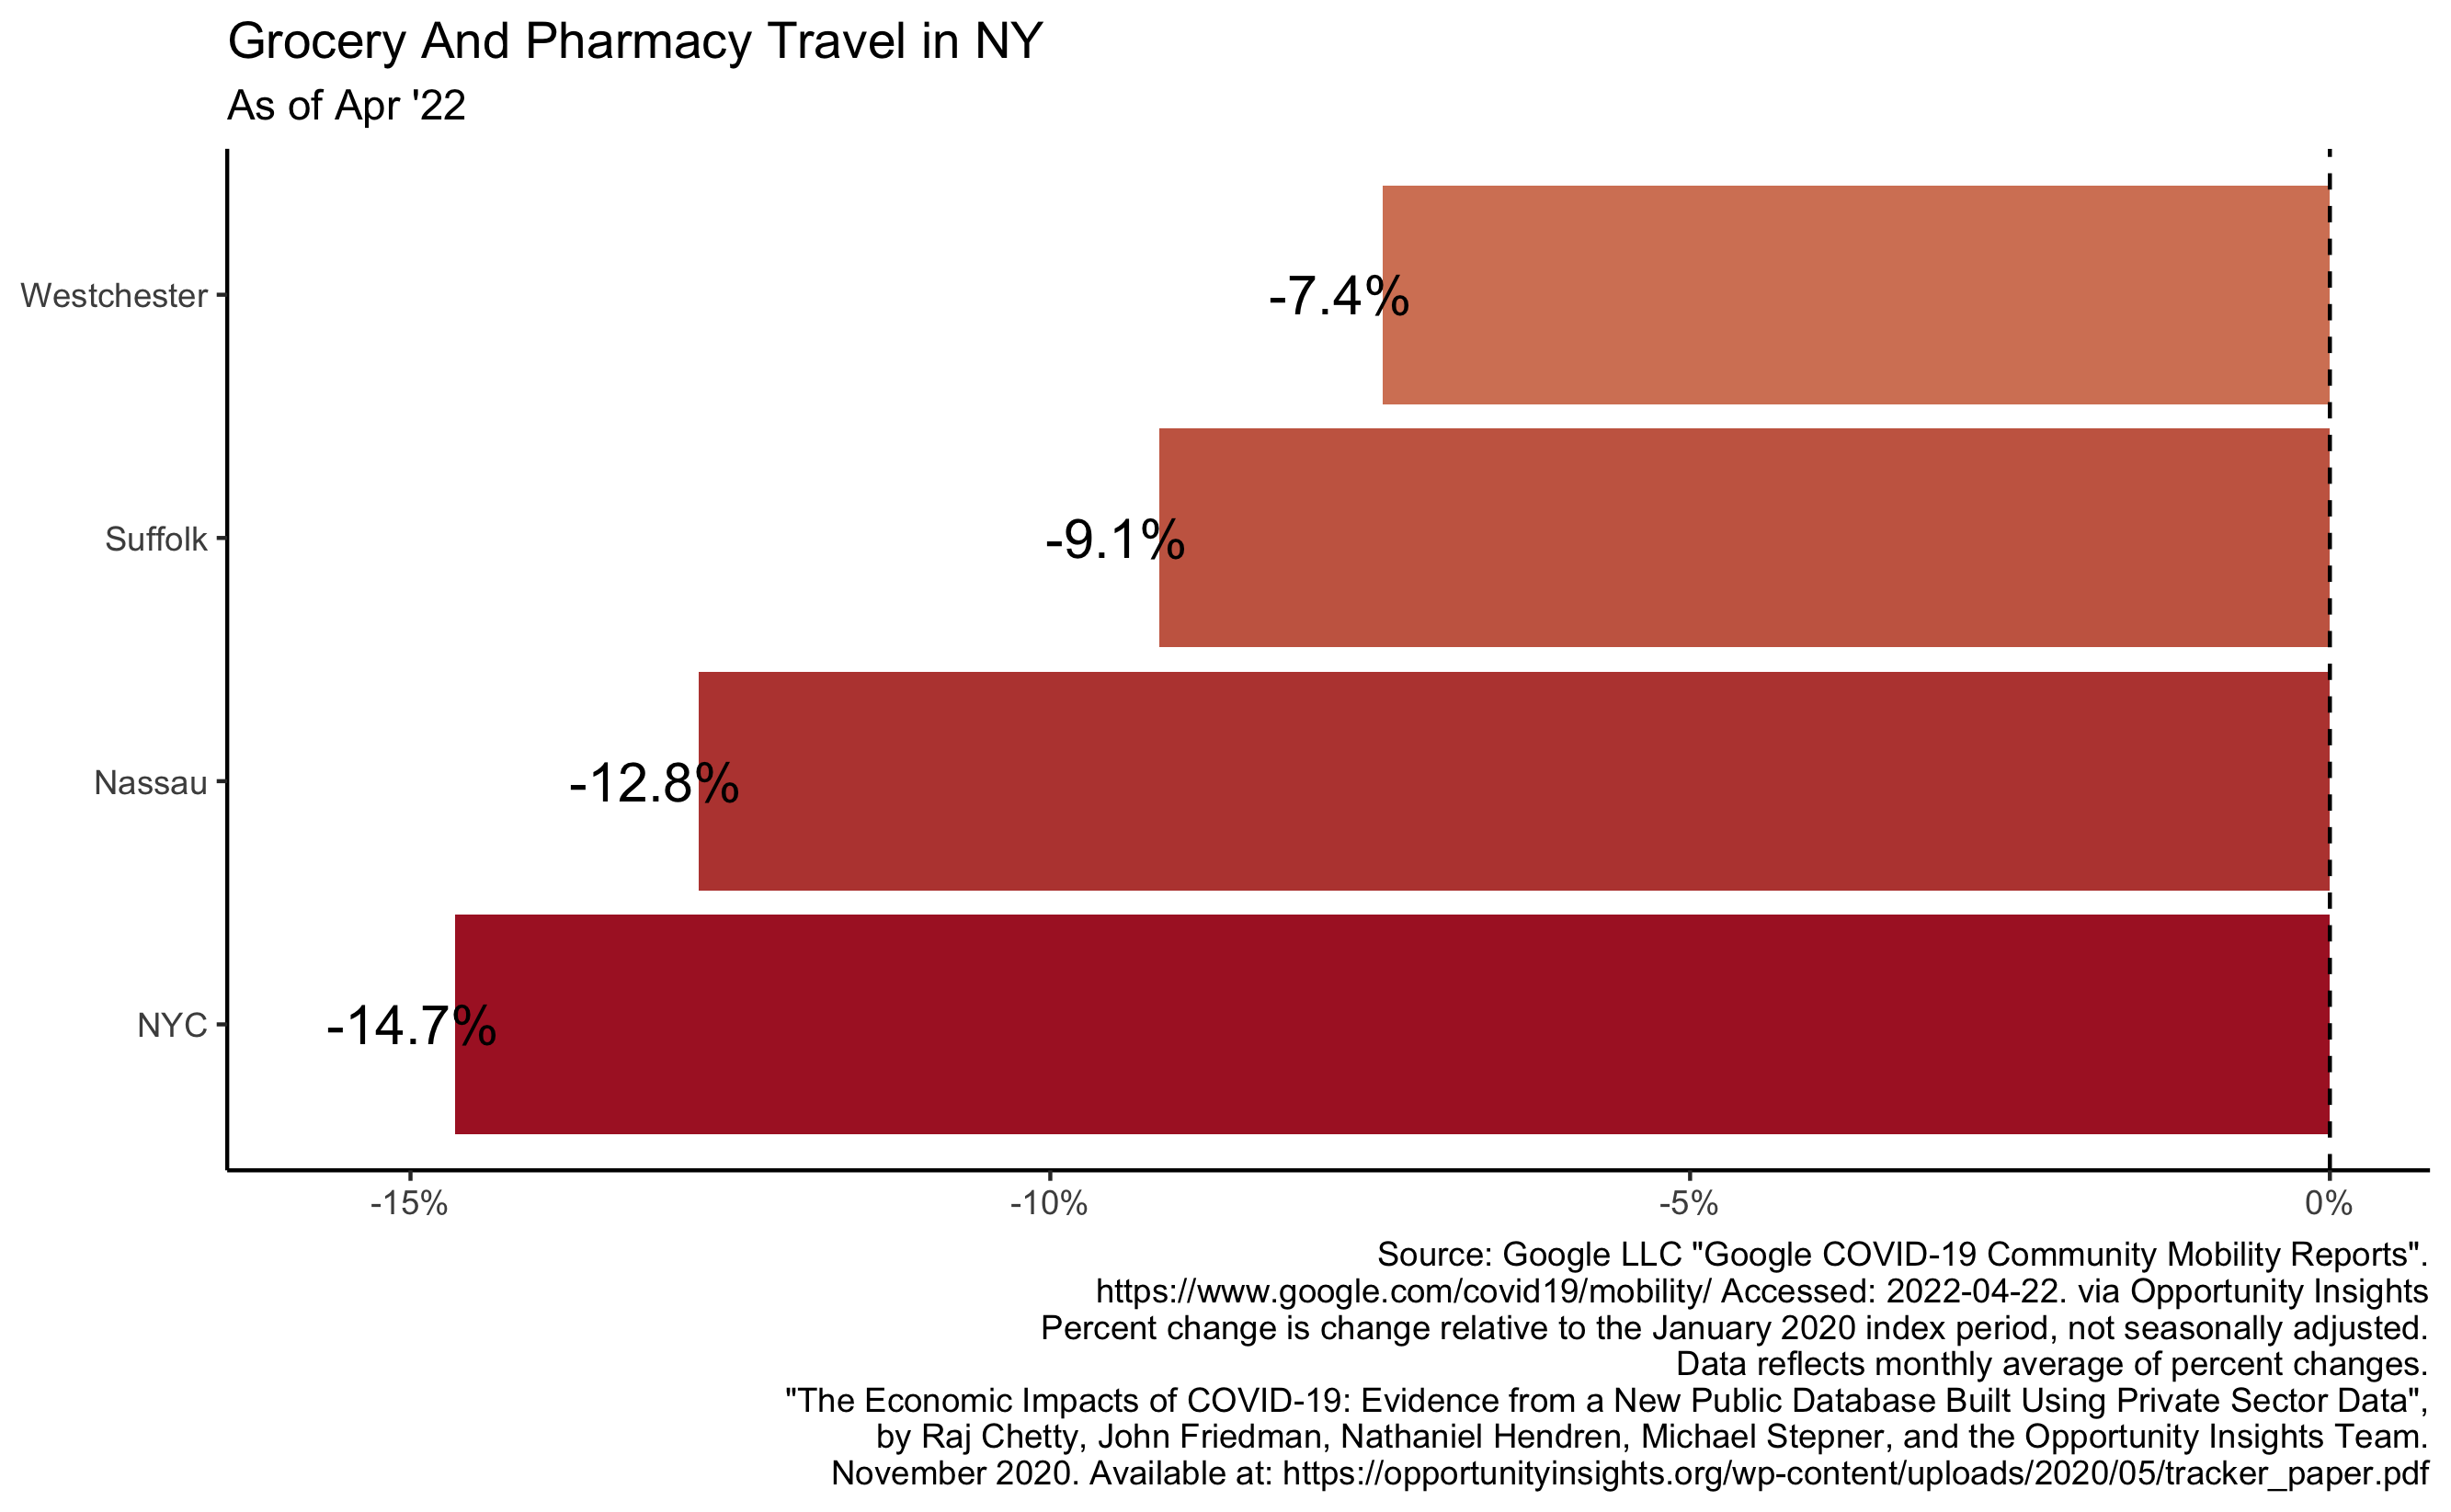 Grocery And Pharmacy Travel in NY
As of Apr '22
Westchester
-7.4%
Suffolk
-9.1%
Nassau
-12.8%
NYC
-14.7%
-15%
-10%
-5%
0%
Source: Google LLC "Google COVID-19 Community Mobility Reports".
https://www.google.com/covid19/mobility/ Accessed: 2022-04-22. via Opportunity Insights
Percent change is change relative to the January 2020 index period, not seasonally adjusted.
Data reflects monthly average of percent changes.
"The Economic Impacts of COVID-19: Evidence from a New Public Database Built Using Private Sector Data",
by Raj Chetty, John Friedman, Nathaniel Hendren, Michael Stepner, and the Opportunity Insights Team.
November 2020. Available at: https://opportunityinsights.org/wp-content/uploads/2020/05/tracker_paper.pdf